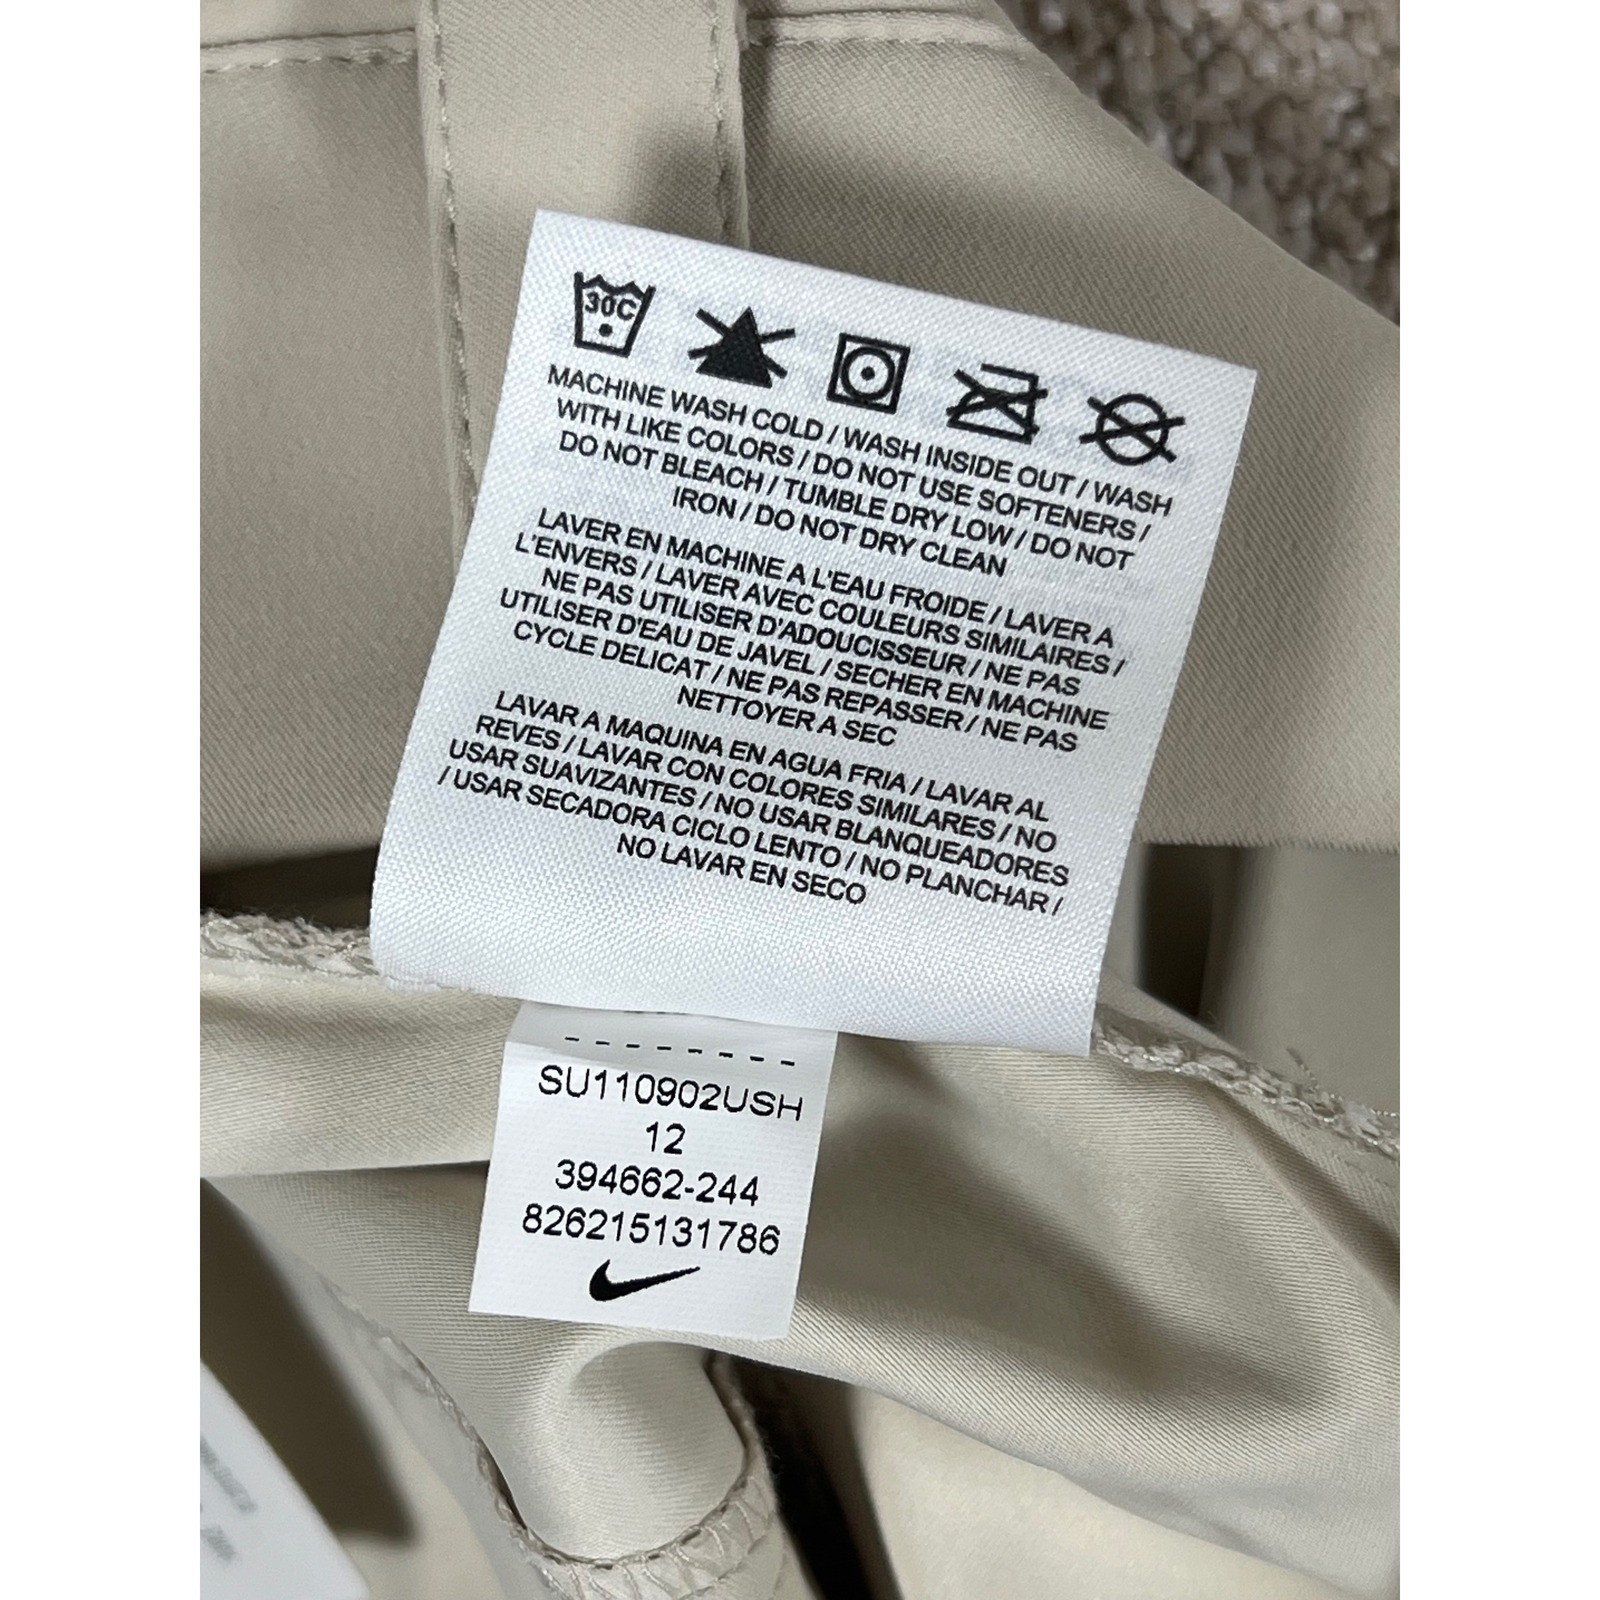 30C
MACHINE WASH COLD / WASH INSIDE OUT / WASH
WITH LIKE COLORS / DO NOT USE SOFTENERS /
DO NOT BLEACH / TUMBLE DRY LOW / DO NOT
IRON / DO NOT DRY CLEAN
LAVER EN MACHINE A L'EAU FROIDE / LAVER A
L'ENVERS / LAVER AVEC COULEURS SIMILAIRES /
NE PAS UTILISER D'ADOUCISSEUR / NE PAS
UTILISER D'EAU DE JAVEL / SECHER EN MACHINE
CYCLE DELICAT / NE PAS REPASSER / NE PAS
NETTOYER A SEC
LAVAR A MAQUINA EN AGUA FRIA / LAVAR AL
REVES / LAVAR CON COLORES SIMILARES / NO
USAR SUAVIZANTES / NO USAR BLANQUEADORES
/ USAR SECADORA CICLO LENTO / NO PLANCHAR /
NO LAVAR EN SECO
SU110902USH
12
394662-244
826215131786